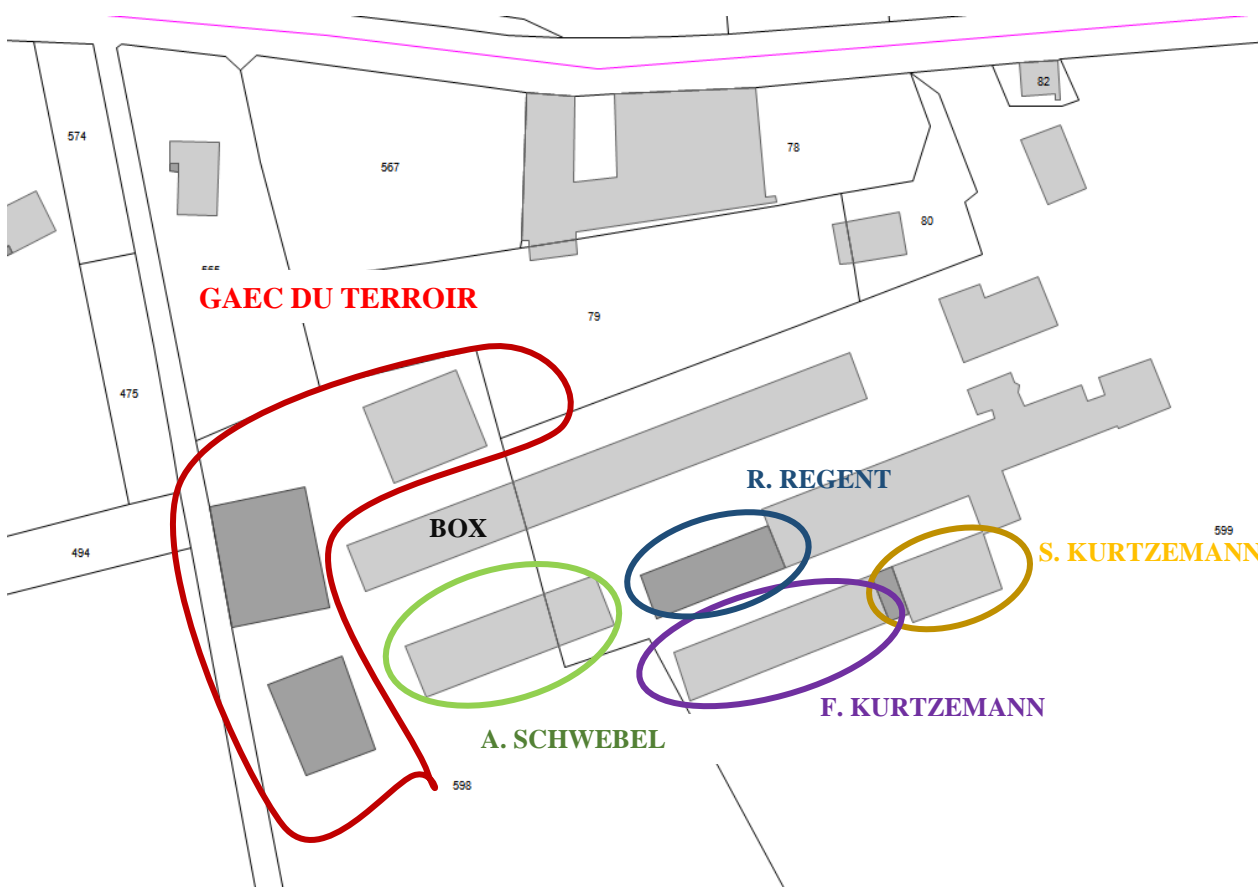 82
574
78
567
80
GAEC DU TERROIR
79
475
R. REGENT
BOX
599
494
S. KURTZEMANN
F. KURTZEMANN
A. SCHWEBEL
598